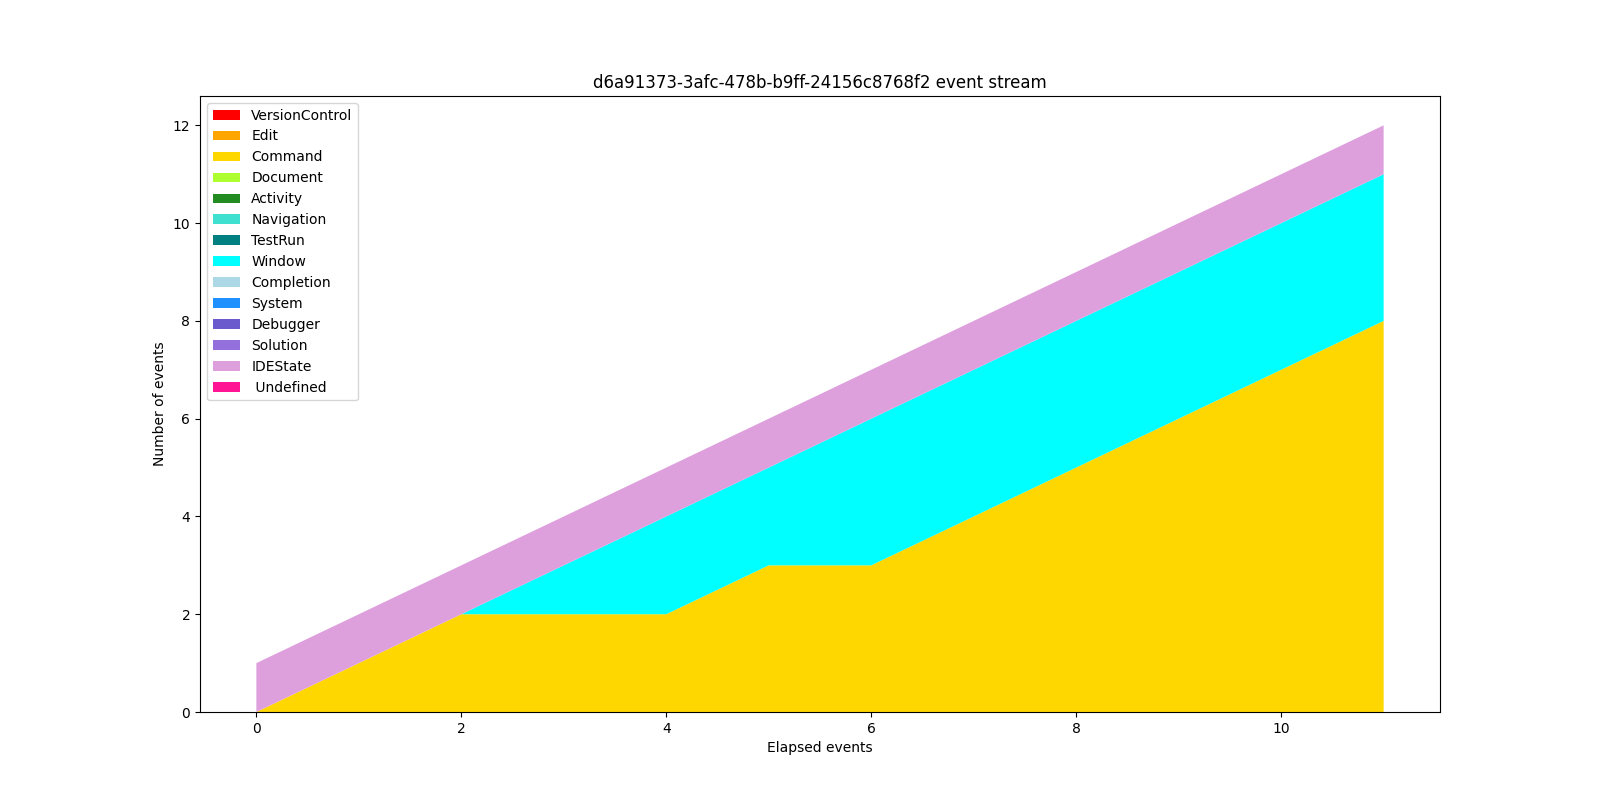 d6a91373-3afc-478b-b9ff-24156c8768f2 event stream
VersionControl
Edit
Command
Document
Activity
Navigation
TestRun
Window
Completion
System
Debugger
Solution
IDEState
Undefined
Number of events
12
10
8
6
4
2
0
0 2 4 6 8 10
Elapsed events